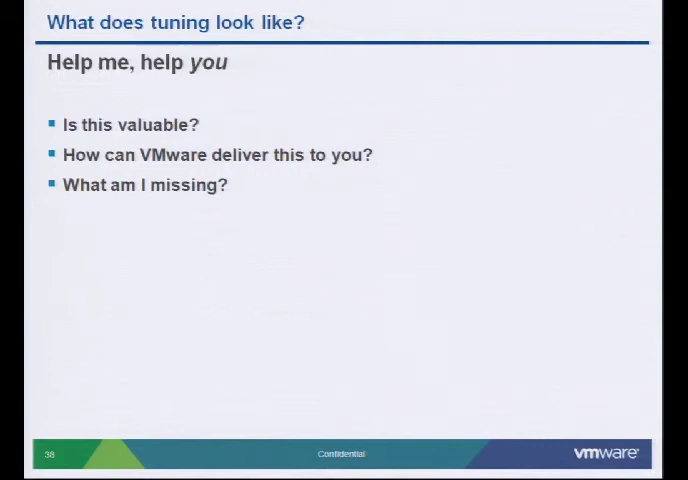 What does tuning look like?
Help me, help you
Is this valuable?
How can VMware deliver this to you?
What am I missing?
38
Confidential
vmware